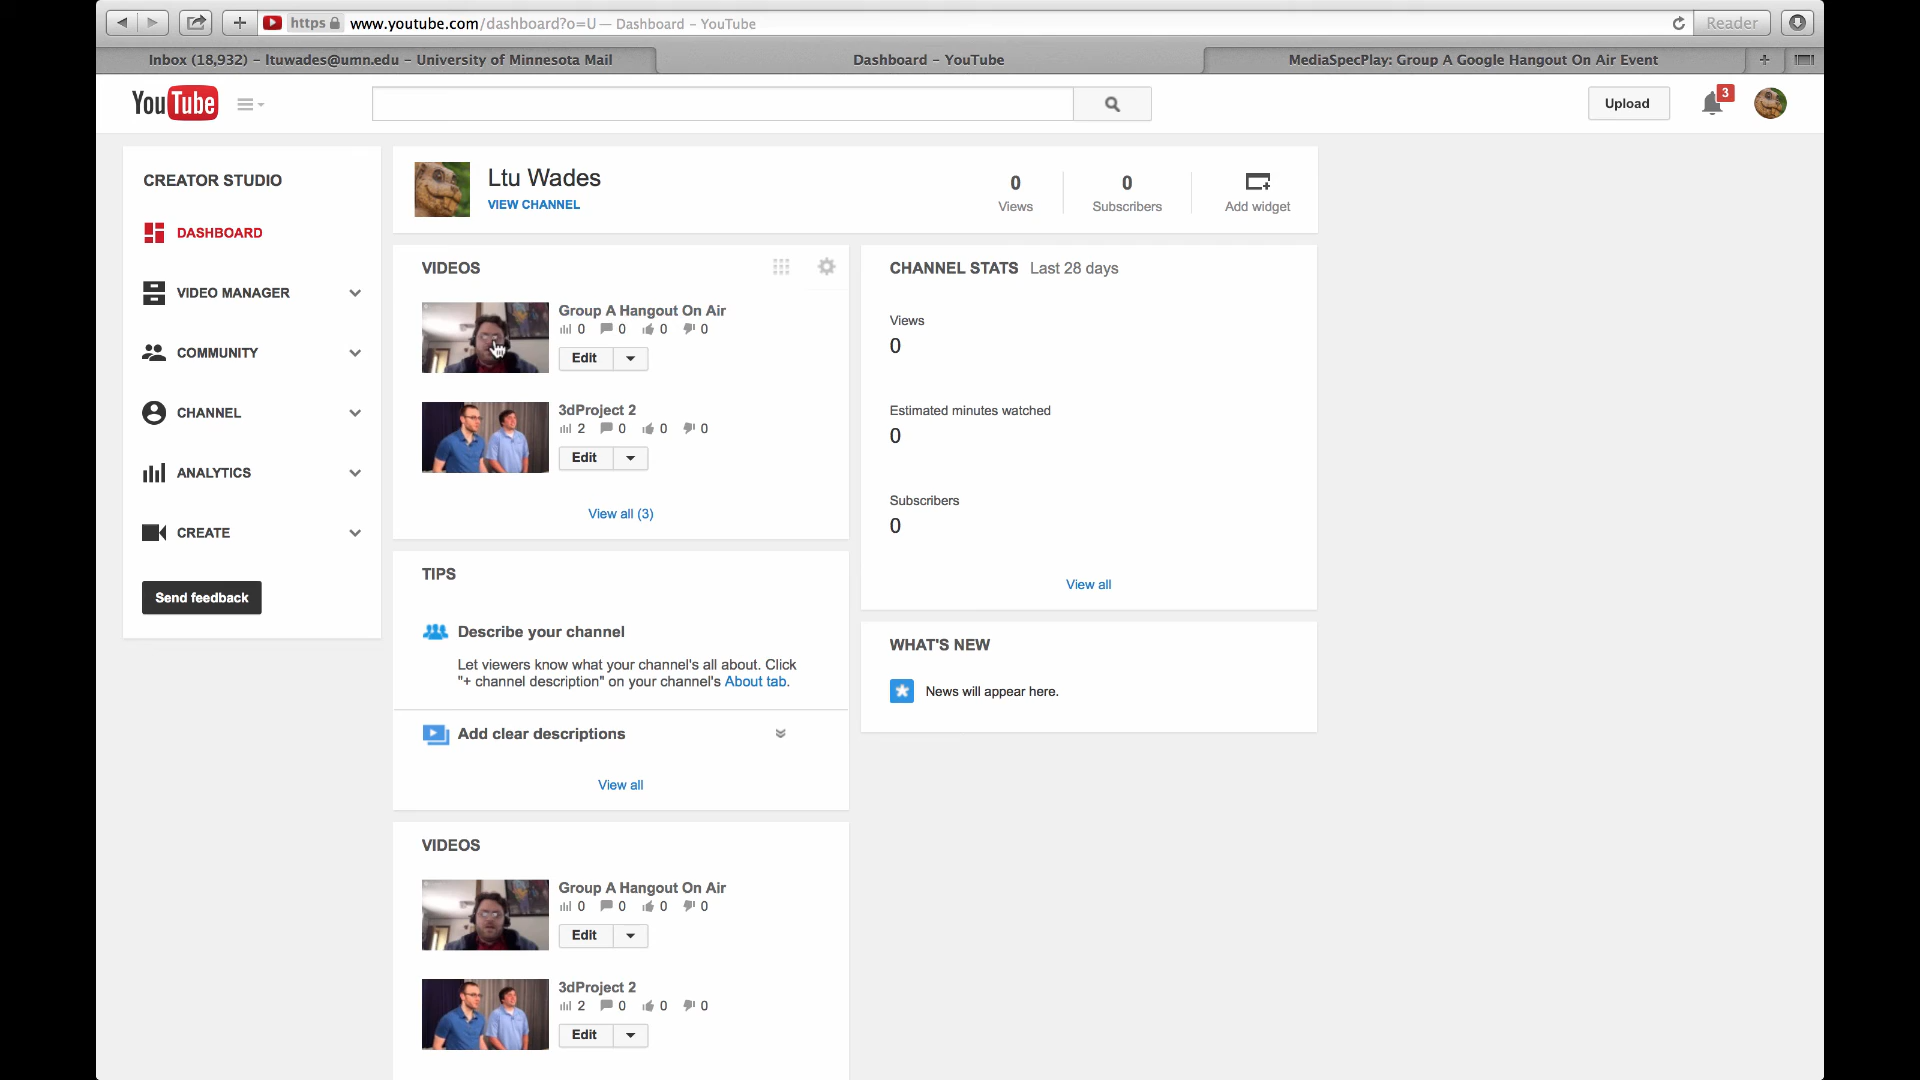 https www.youtube.com/dashboard?o=U — Dashboard – YouTube
Reader
Inbox (18,932) – ltuwades@umn.edu – University of Minnesota Mail
Dashboard – YouTube
MediaSpecPlay: Group A Google Hangout On Air Event
YouTube
Upload
3
CREATOR STUDIO
DASHBOARD
VIDEO MANAGER
COMMUNITY
CHANNEL
ANALYTICS
CREATE
Send feedback
Ltu Wades
VIEW CHANNEL
0
Views
0
Subscribers
Add widget
VIDEOS
Group A Hangout On Air
0 0 0 0
Edit
3dProject 2
2 0 0 0
Edit
View all (3)
TIPS
Describe your channel
Let viewers know what your channel's all about. Click
"+ channel description" on your channel's About tab.
Add clear descriptions
View all
VIDEOS
Group A Hangout On Air
0 0 0 0
Edit
3dProject 2
2 0 0 0
Edit
CHANNEL STATS Last 28 days
Views
0
Estimated minutes watched
0
Subscribers
0
View all
WHAT'S NEW
News will appear here.